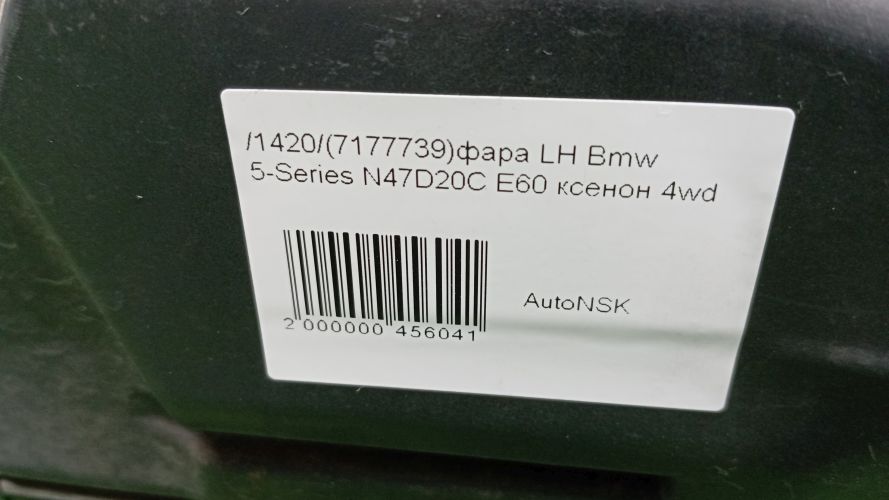 /1420/(7177739)фара LH Bmw
5-Series N47D20C E60 ксенон 4wd
AutoNSK
2 000000 456041